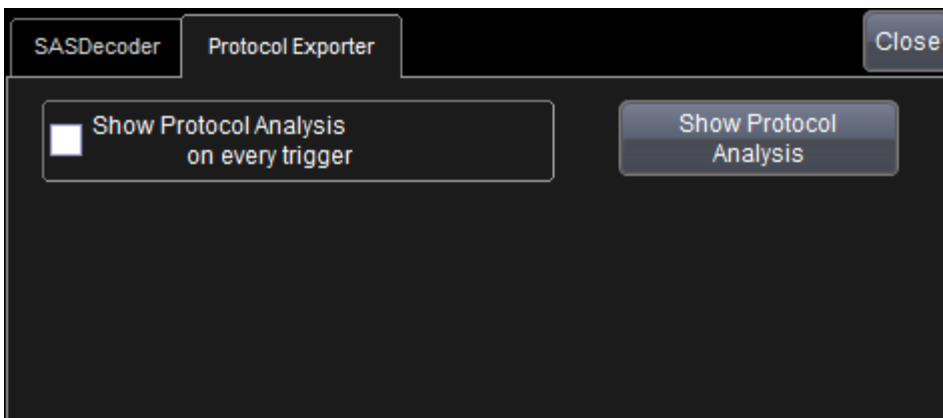 SASDecoder
Protocol Exporter
Close
Show Protocol Analysis
on every trigger
Show Protocol
Analysis